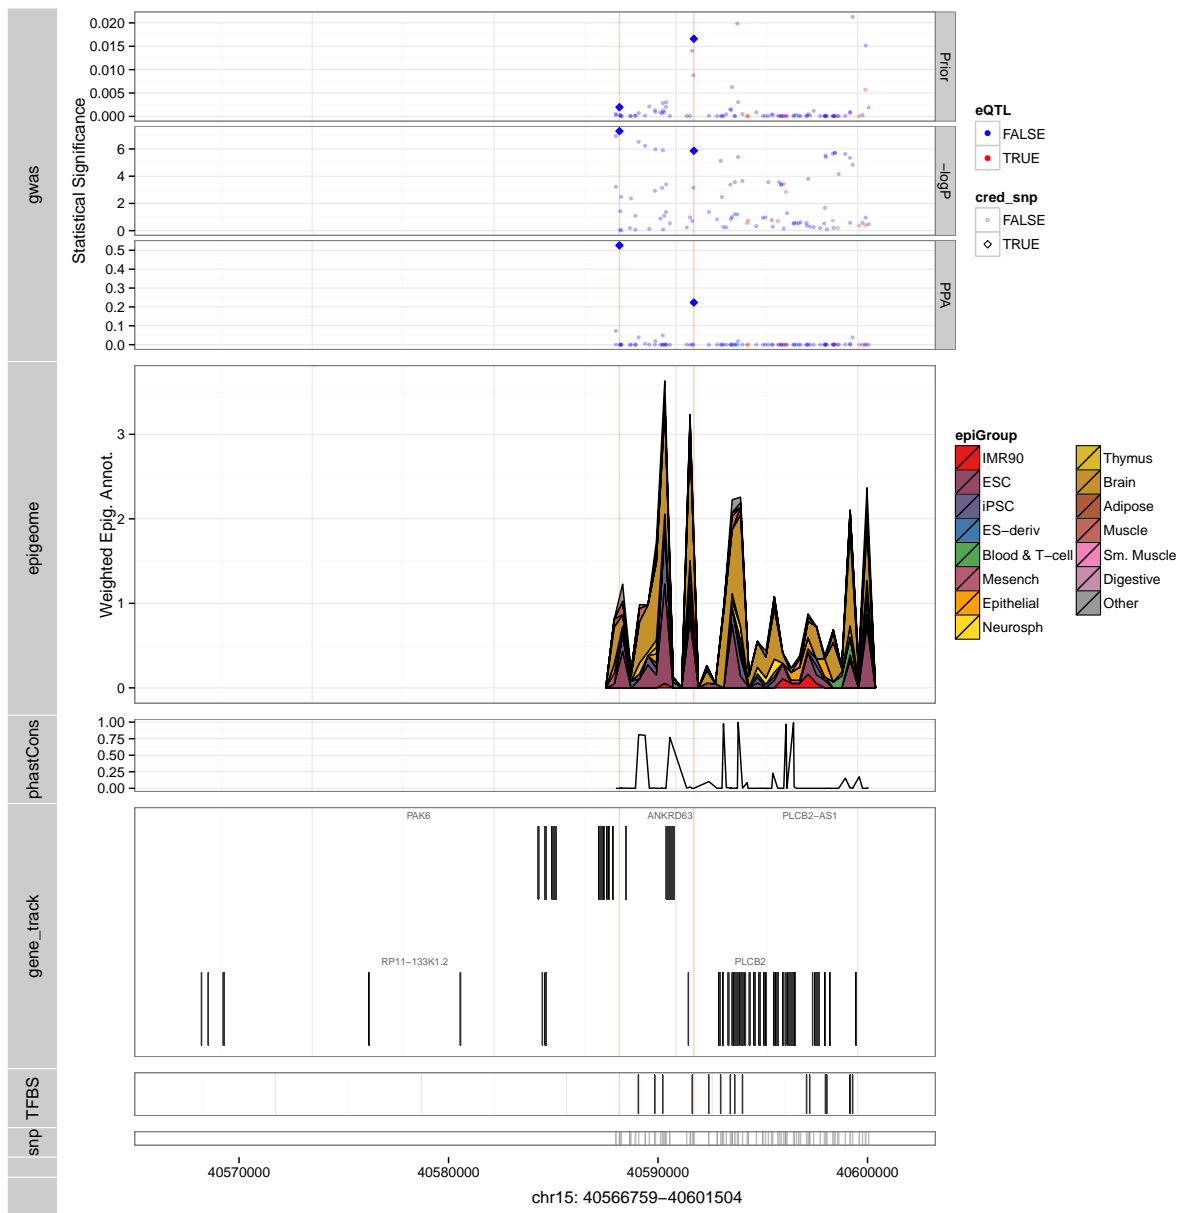 gwas
Statistical Significance
0.020
0.015
0.010
0.005
0.000
Prior
6
4
2
0
−logP
0.5
0.4
0.3
0.2
0.1
0.0
PPA
eQTL
FALSE
TRUE
cred_snp
FALSE
TRUE
epigeome
Weighted Epig. Annot.
3
2
1
0
epiGroup
IMR90
ESC
iPSC
ES−deriv
Blood & T−cell
Mesench
Epithelial
Neurosph
Thymus
Brain
Adipose
Muscle
Sm. Muscle
Digestive
Other
phastCons
1.00
0.75
0.50
0.25
0.00
gene_track
PAK6 ANKRD63 PLCB2−AS1
RP11−133K1.2 PLCB2
TFBS
snp
40570000 40580000 40590000 40600000
chr15: 40566759−40601504